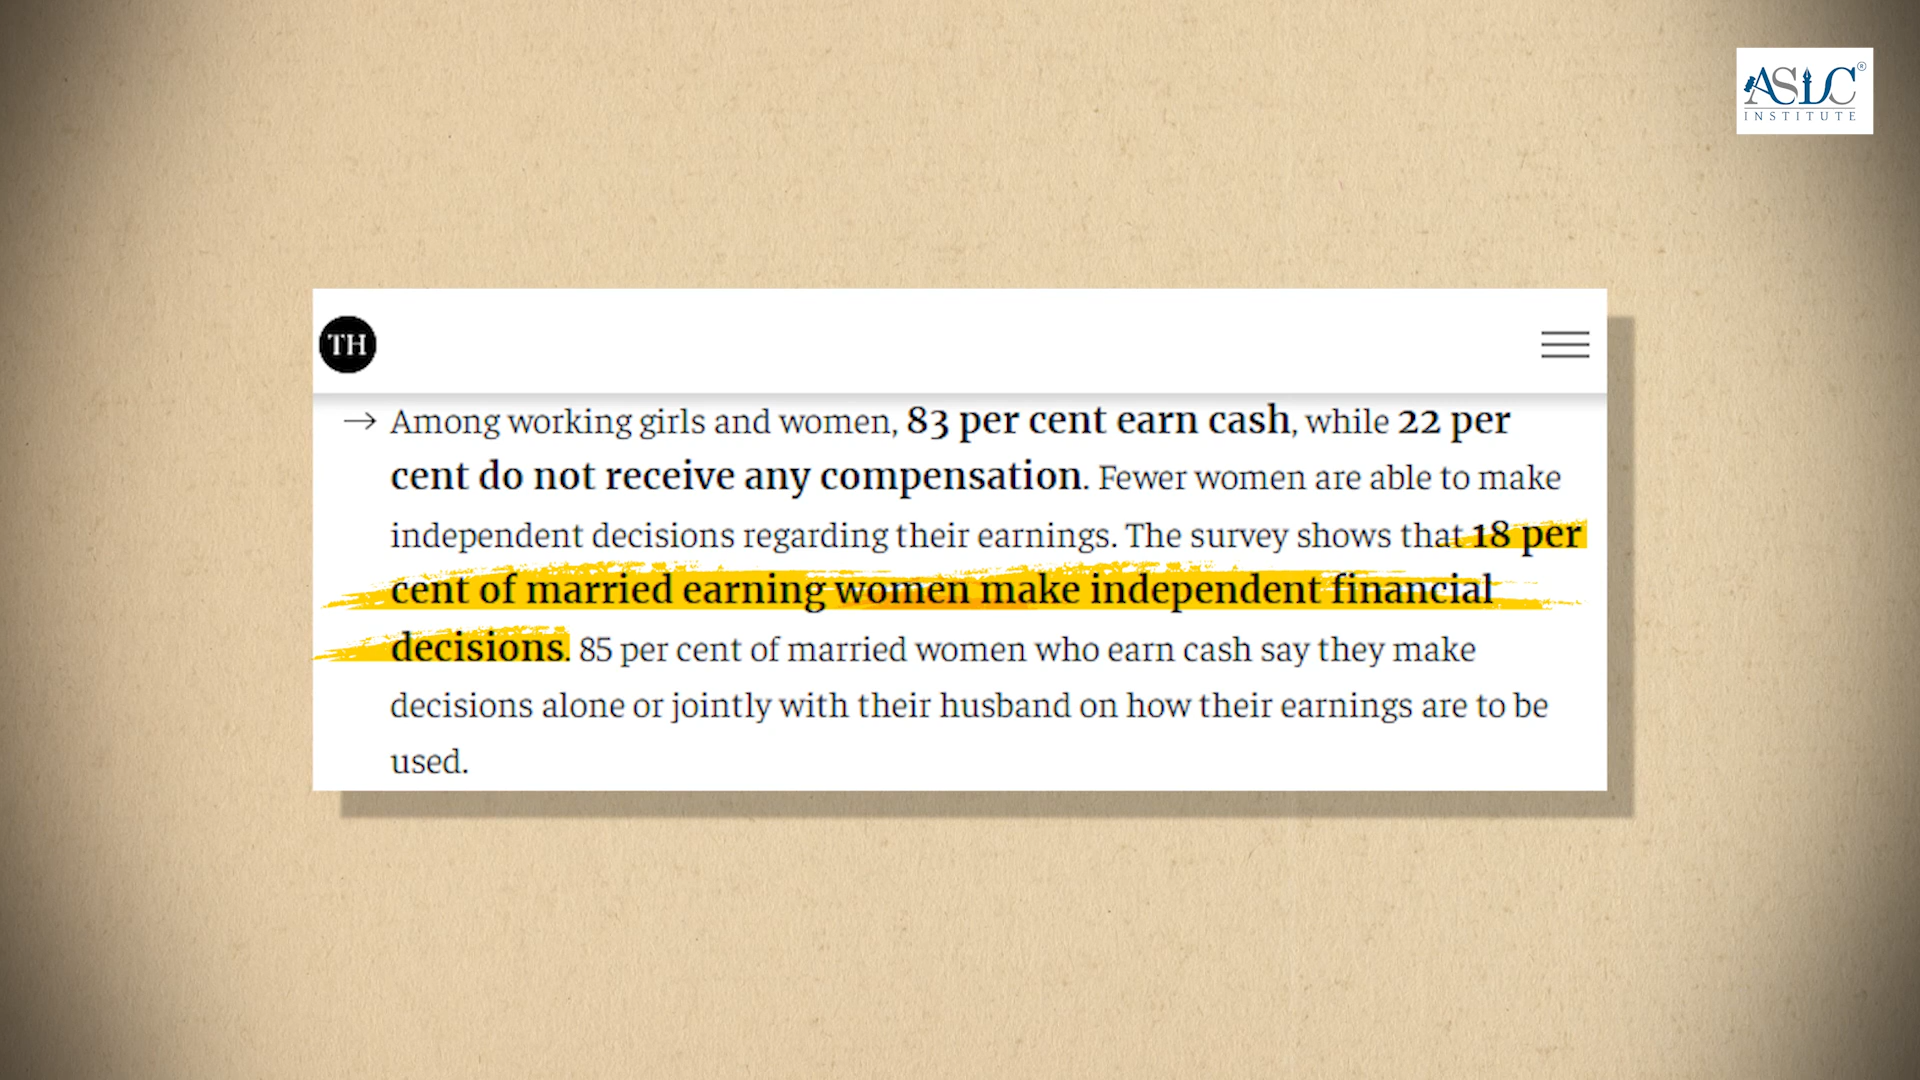 ASLC®
INSTITUTE
TH
→ Among working girls and women, 83 per cent earn cash, while 22 per
cent do not receive any compensation. Fewer women are able to make
independent decisions regarding their earnings. The survey shows that 18 per
cent of married earning women make independent financial
decisions. 85 per cent of married women who earn cash say they make
decisions alone or jointly with their husband on how their earnings are to be
used.